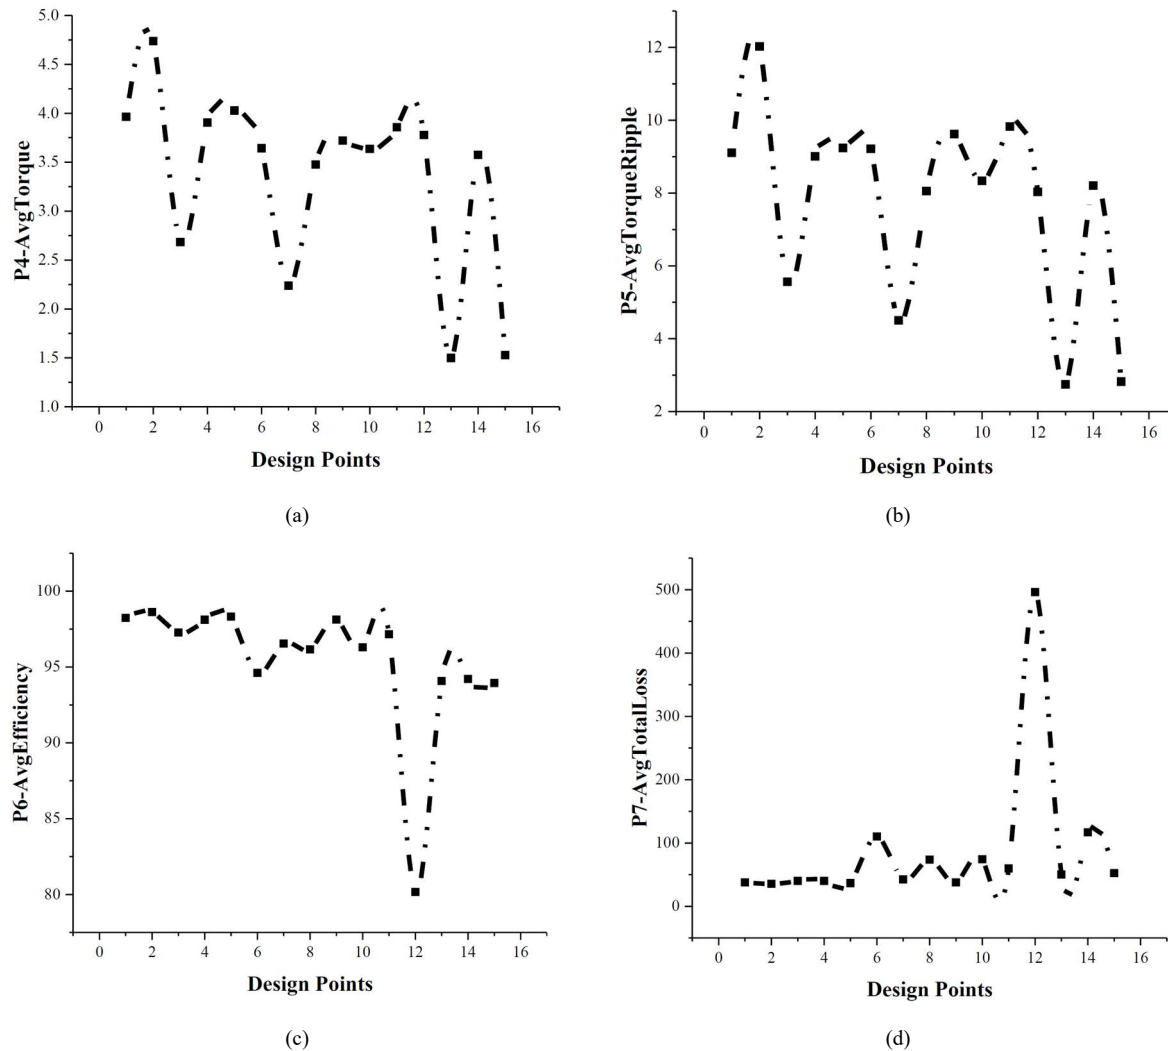 5.0
4.5
4.0
3.5
3.0
2.5
2.0
1.5
1.0
P4-AvgTorque
0 2 4 6 8 10 12 14 16
Design Points
(a)
12
10
8
6
4
2
P5-AvgTorqueRipple
0 2 4 6 8 10 12 14 16
Design Points
(b)
100
95
90
85
80
P6-AvgEfficiency
0 2 4 6 8 10 12 14 16
Design Points
(c)
500
400
300
200
100
0
P7-AvgTotalLoss
0 2 4 6 8 10 12 14 16
Design Points
(d)